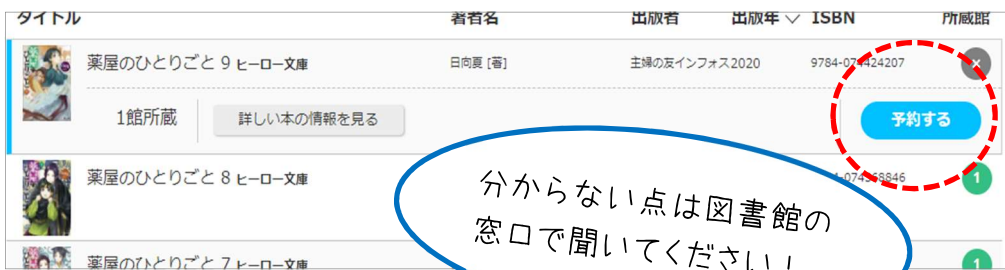 タイトル 著者名 出版者 出版年 ISBN 所蔵館
薬屋のひとりごと 9 ヒーロー文庫 日向夏 [著] 主婦の友インフォス2020 9784-074424207
1館所蔵 詳しい本の情報を見る 予約する
薬屋のひとりごと 8 ヒーロー文庫 1
分からない点は図書館の
窓口で聞いてください!
薬屋のひとりごと 7 ヒーロー文庫 1